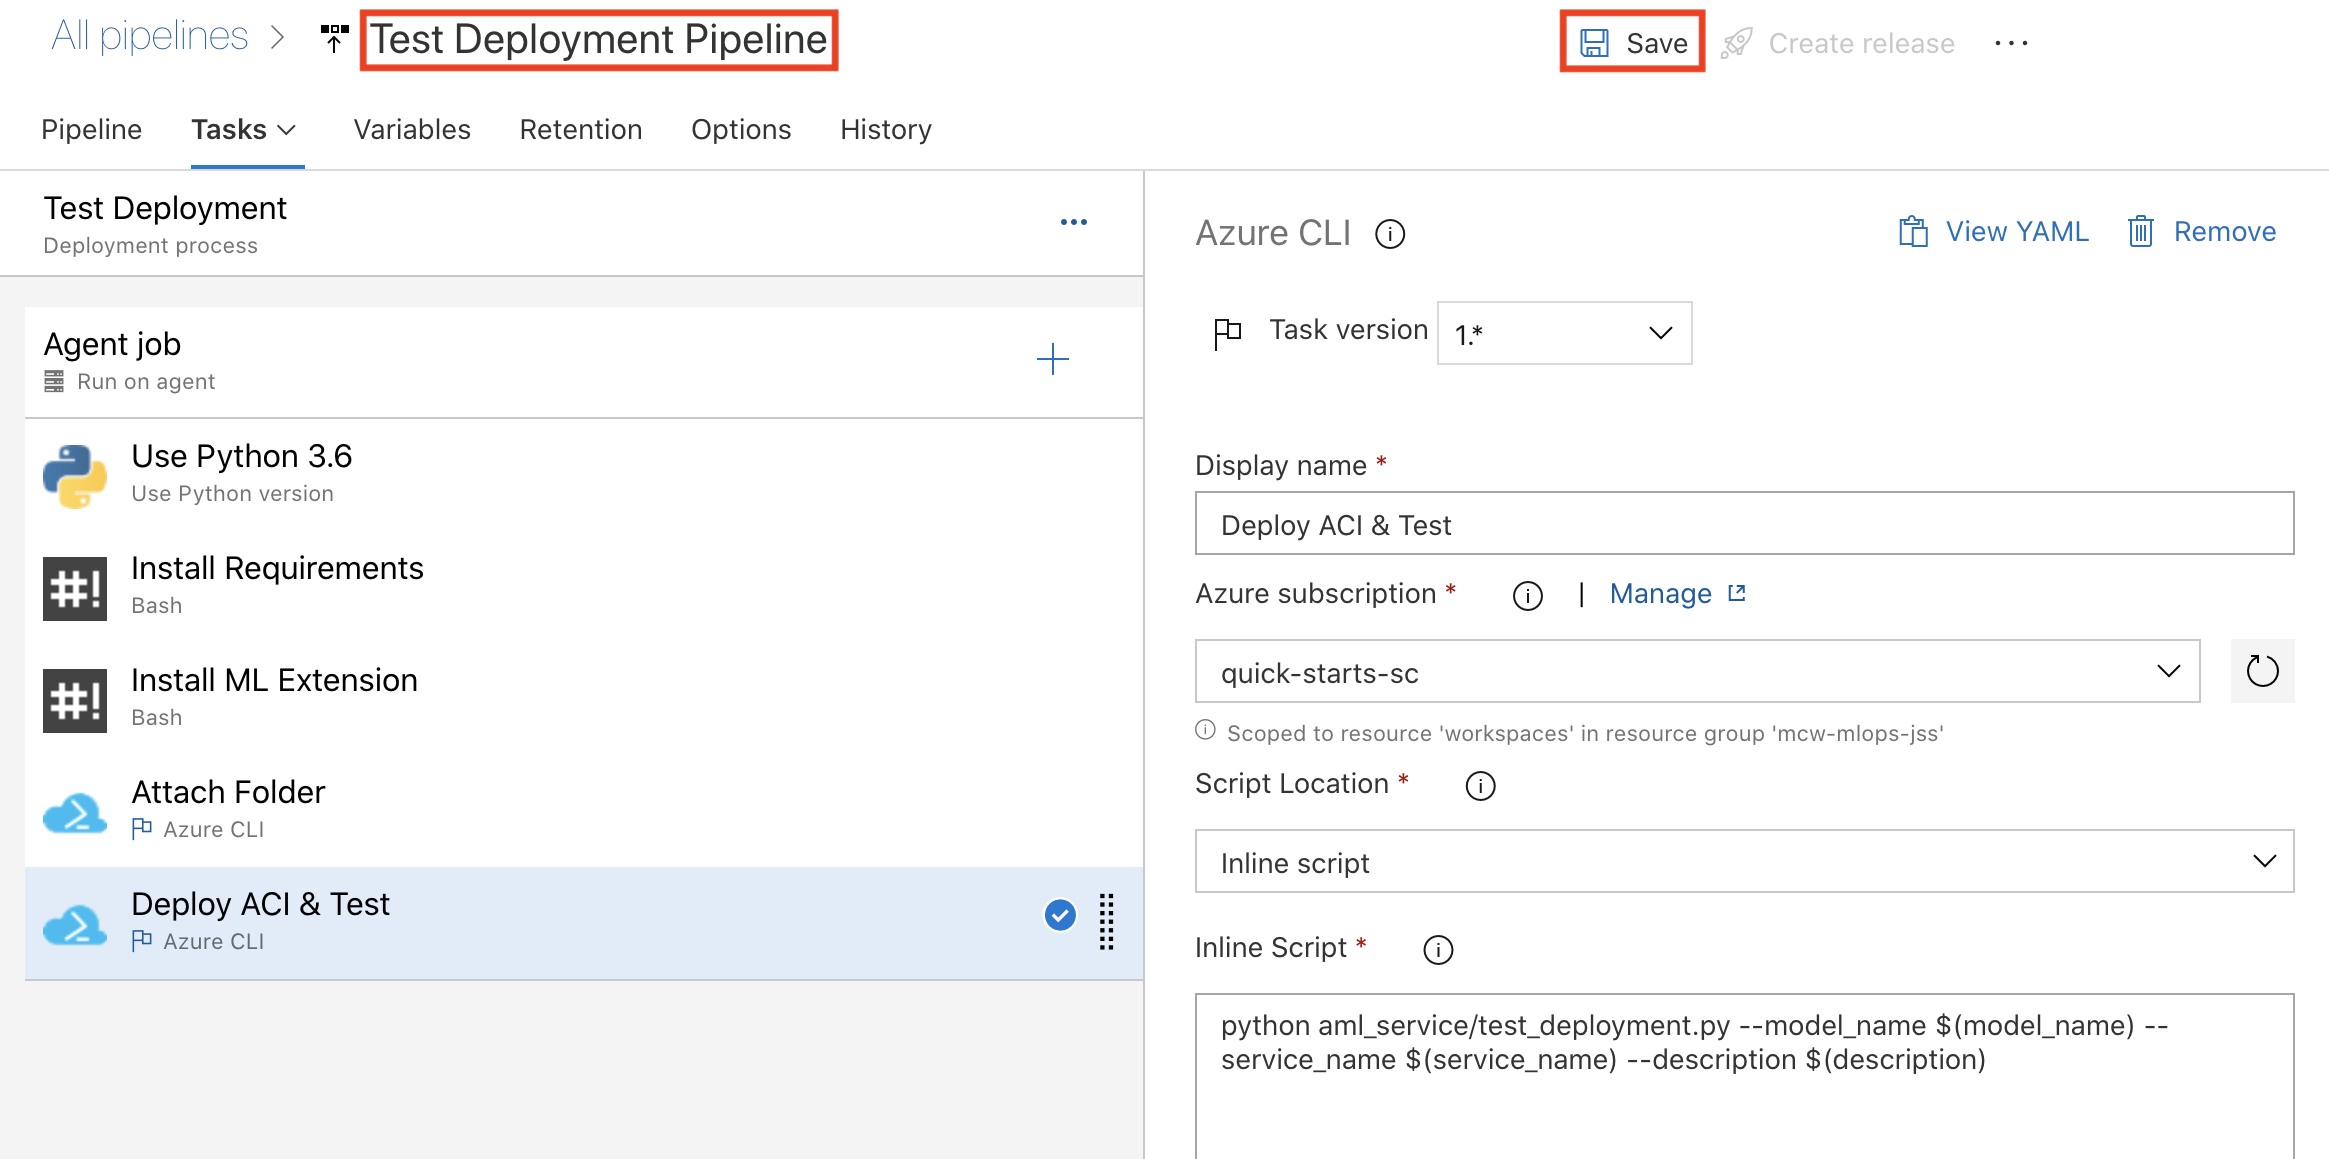 All pipelines > Test Deployment Pipeline
Save Create release ...
Pipeline Tasks Variables Retention Options History
Test Deployment
Deployment process
Agent job
Run on agent
Use Python 3.6
Use Python version
#! Install Requirements
Bash
#! Install ML Extension
Bash
Attach Folder
Azure CLI
Deploy ACI & Test
Azure CLI
Azure CLI View YAML Remove
Task version 1.*
Display name *
Deploy ACI & Test
Azure subscription * | Manage
quick-starts-sc
Scoped to resource 'workspaces' in resource group 'mcw-mlops-jss'
Script Location *
Inline script
Inline Script *
python aml_service/test_deployment.py --model_name $(model_name) --
service_name $(service_name) --description $(description)